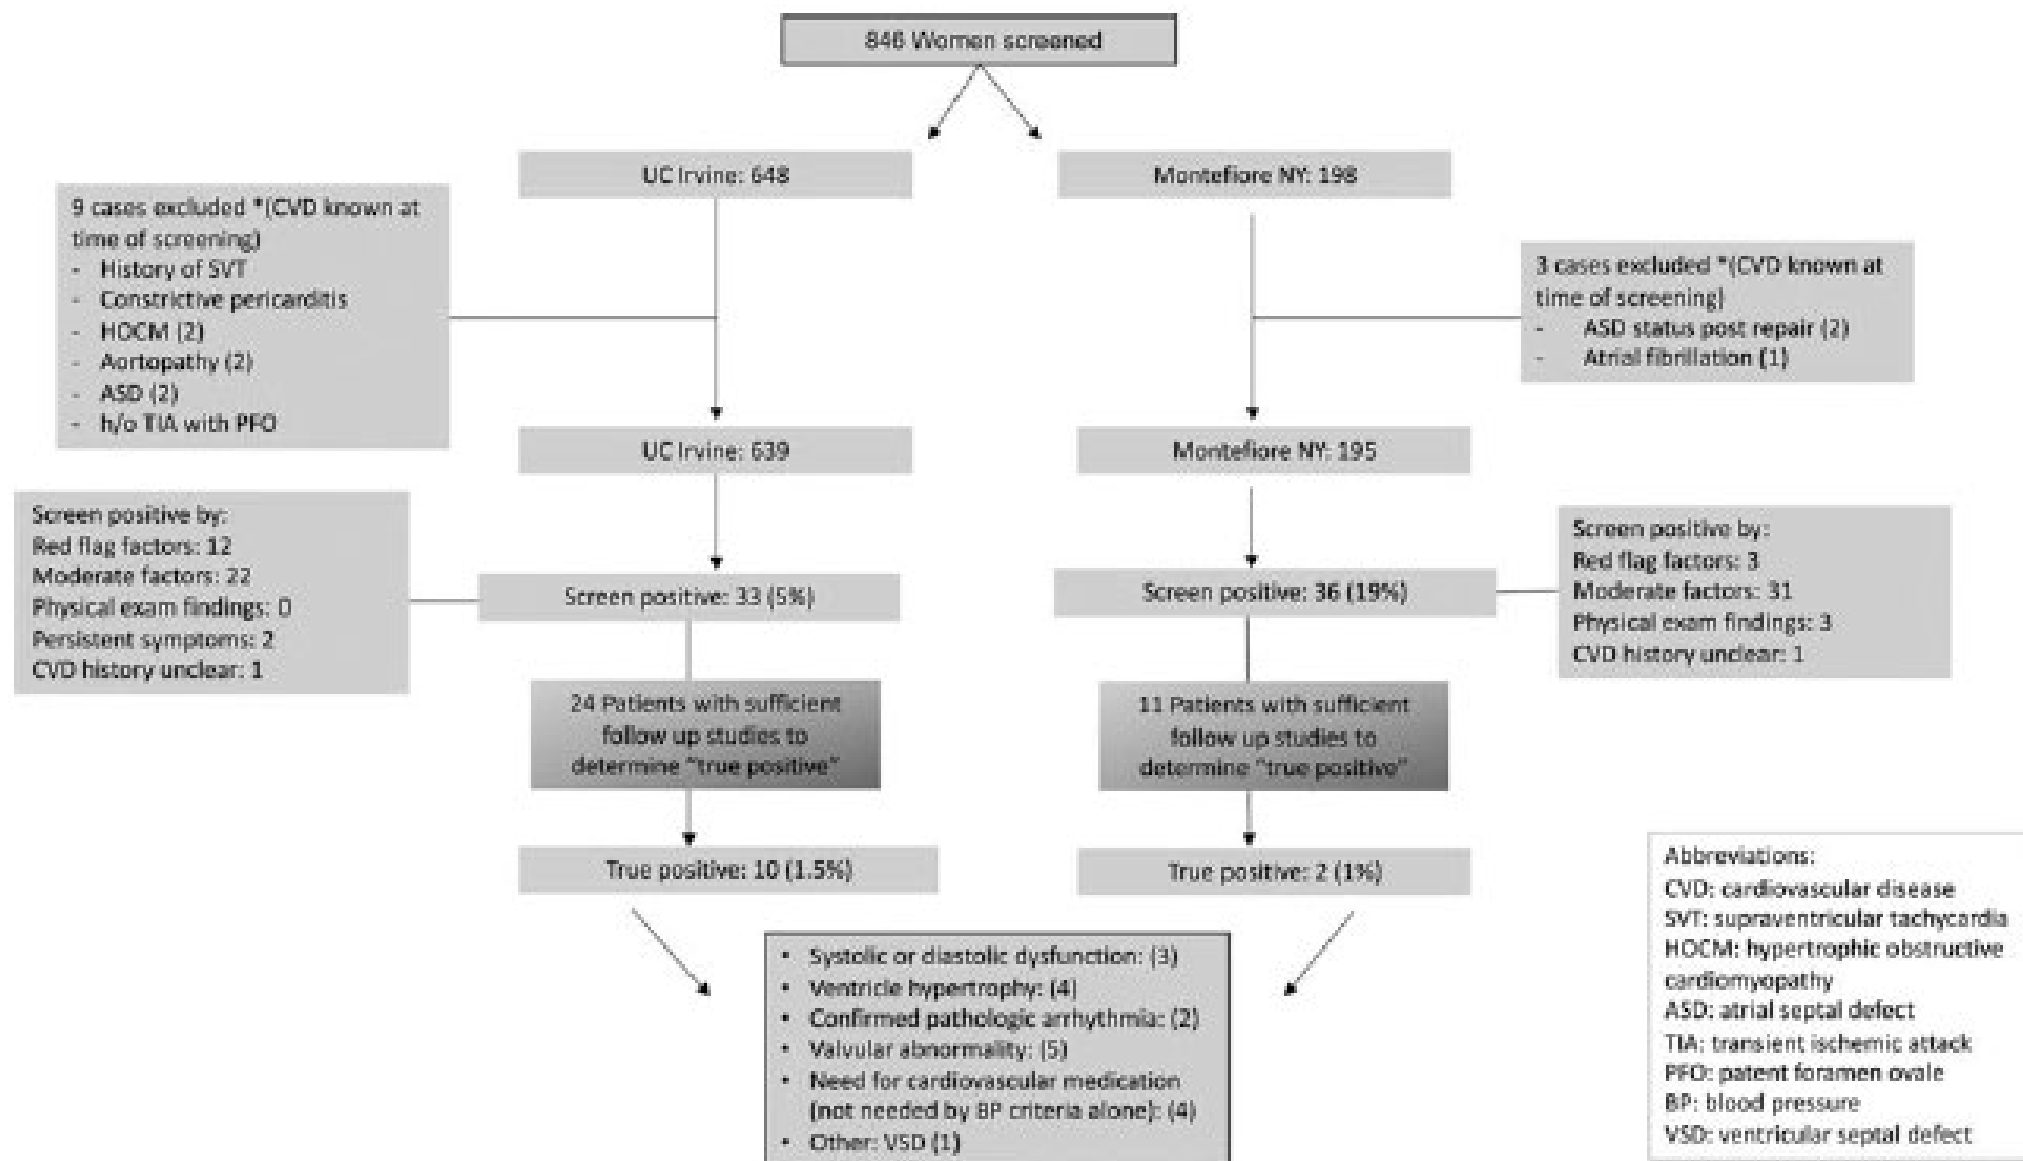 846 Women screened
UC Irvine: 648
Montefiore NY: 198
9 cases excluded *(CVD known at
time of screening)
- History of SVT
- Constrictive pericarditis
- HOCM (2)
- Aortopathy (2)
- ASD (2)
- h/o TIA with PFO
3 cases excluded *(CVD known at
time of screening)
- ASD status post repair (2)
- Atrial fibrillation (1)
UC Irvine: 639
Montefiore NY: 195
Screen positive by:
Red flag factors: 12
Moderate factors: 22
Physical exam findings: 0
Persistent symptoms: 2
CVD history unclear: 1
Screen positive: 33 (5%)
Screen positive: 36 (19%)
Screen positive by:
Red flag factors: 3
Moderate factors: 31
Physical exam findings: 3
CVD history unclear: 1
24 Patients with sufficient
follow up studies to
determine "true positive"
11 Patients with sufficient
follow up studies to
determine "true positive"
True positive: 10 (1.5%)
True positive: 2 (1%)
• Systolic or diastolic dysfunction: (3)
• Ventricle hypertrophy: (4)
• Confirmed pathologic arrhythmia: (2)
• Valvular abnormality: (5)
• Need for cardiovascular medication
(not needed by BP criteria alone): (4)
• Other: VSD (1)
Abbreviations:
CVD: cardiovascular disease
SVT: supraventricular tachycardia
HOCM: hypertrophic obstructive
cardiomyopathy
ASD: atrial septal defect
TIA: transient ischemic attack
PFO: patent foramen ovale
BP: blood pressure
VSD: ventricular septal defect